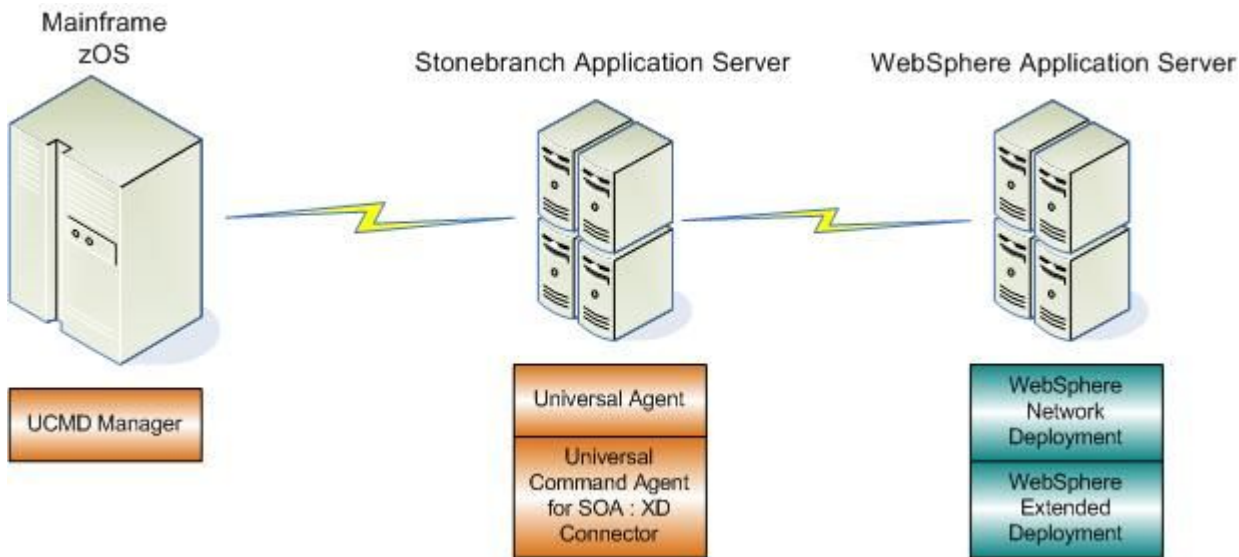 Mainframe
zOS
Stonebranch Application Server
WebSphere Application Server
UCMD Manager
Universal Agent
Universal
Command Agent
for SOA : XD
Connector
WebSphere
Network
Deployment
WebSphere
Extended
Deployment